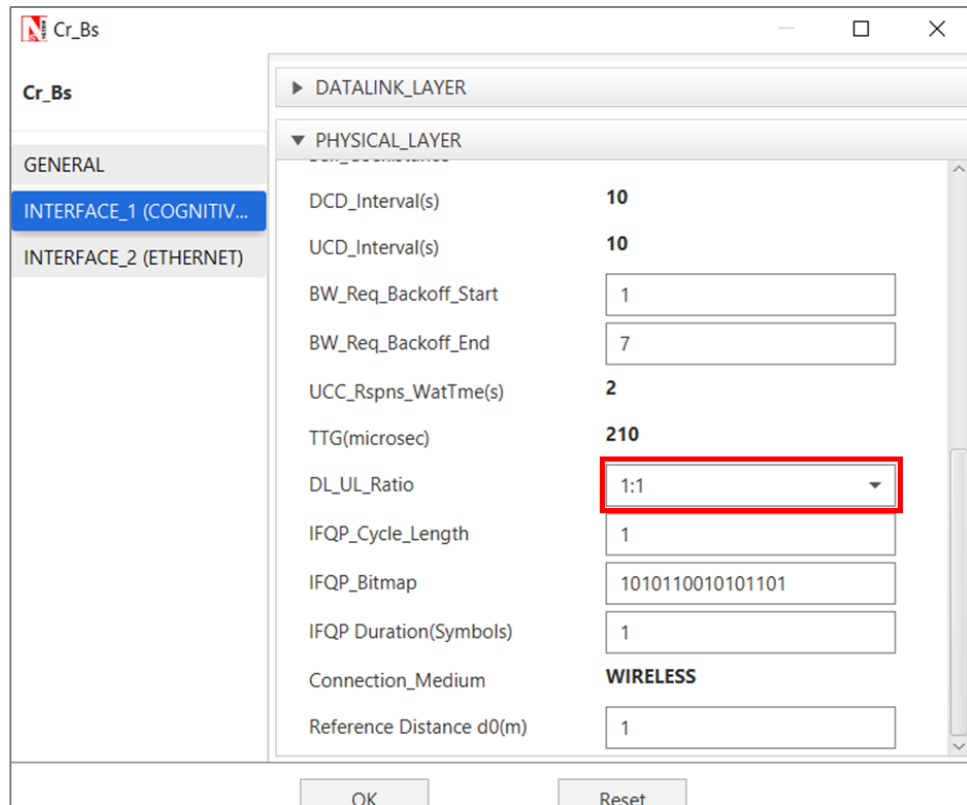 Cr_Bs
Cr_Bs
GENERAL
INTERFACE_1 (COGNITIV...
INTERFACE_2 (ETHERNET)
DATALINK_LAYER
PHYSICAL_LAYER
DCD_Interval(s) 10
UCD_Interval(s) 10
BW_Req_Backoff_Start 1
BW_Req_Backoff_End 7
UCC_Rspns_WatTme(s) 2
TTG(microsec) 210
DL_UL_Ratio 1:1
IFQP_Cycle_Length 1
IFQP_Bitmap 1010110010101101
IFQP Duration(Symbols) 1
Connection_Medium WIRELESS
Reference Distance d0(m) 1
OK Reset